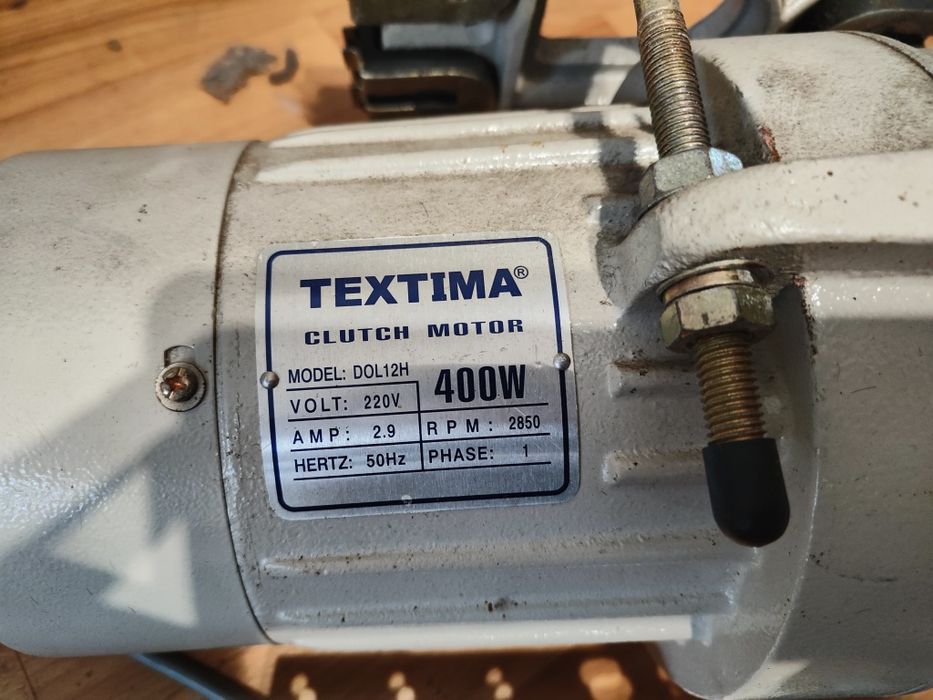 TEXTIMA®
CLUTCH MOTOR
MODEL: DOL12H
400W
VOLT: 220V
AMP: 2.9
RPM: 2850
HERTZ: 50Hz
PHASE: 1